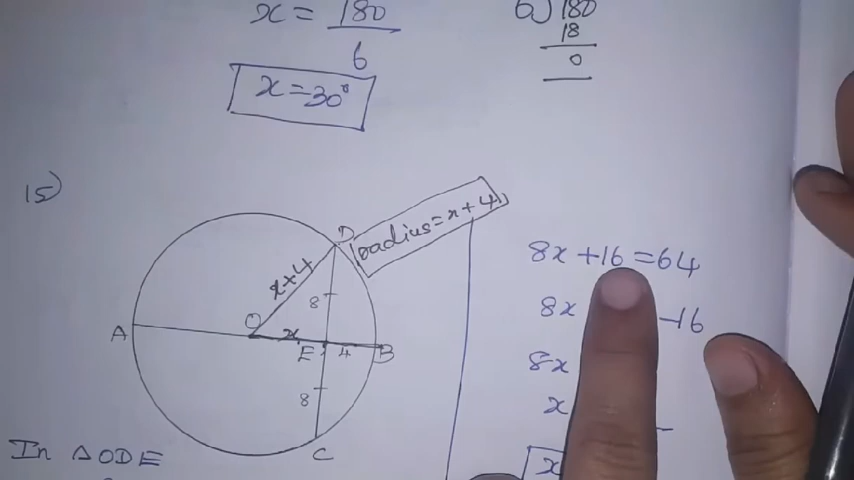 x = 180
6
x = 30°
6) 180
18
0
15)
radius = x + 4
D
x+4
8
O
x
A
E
4
B
8
C
In △ODE
8x + 16 = 64
8x
-16
8x
x
x